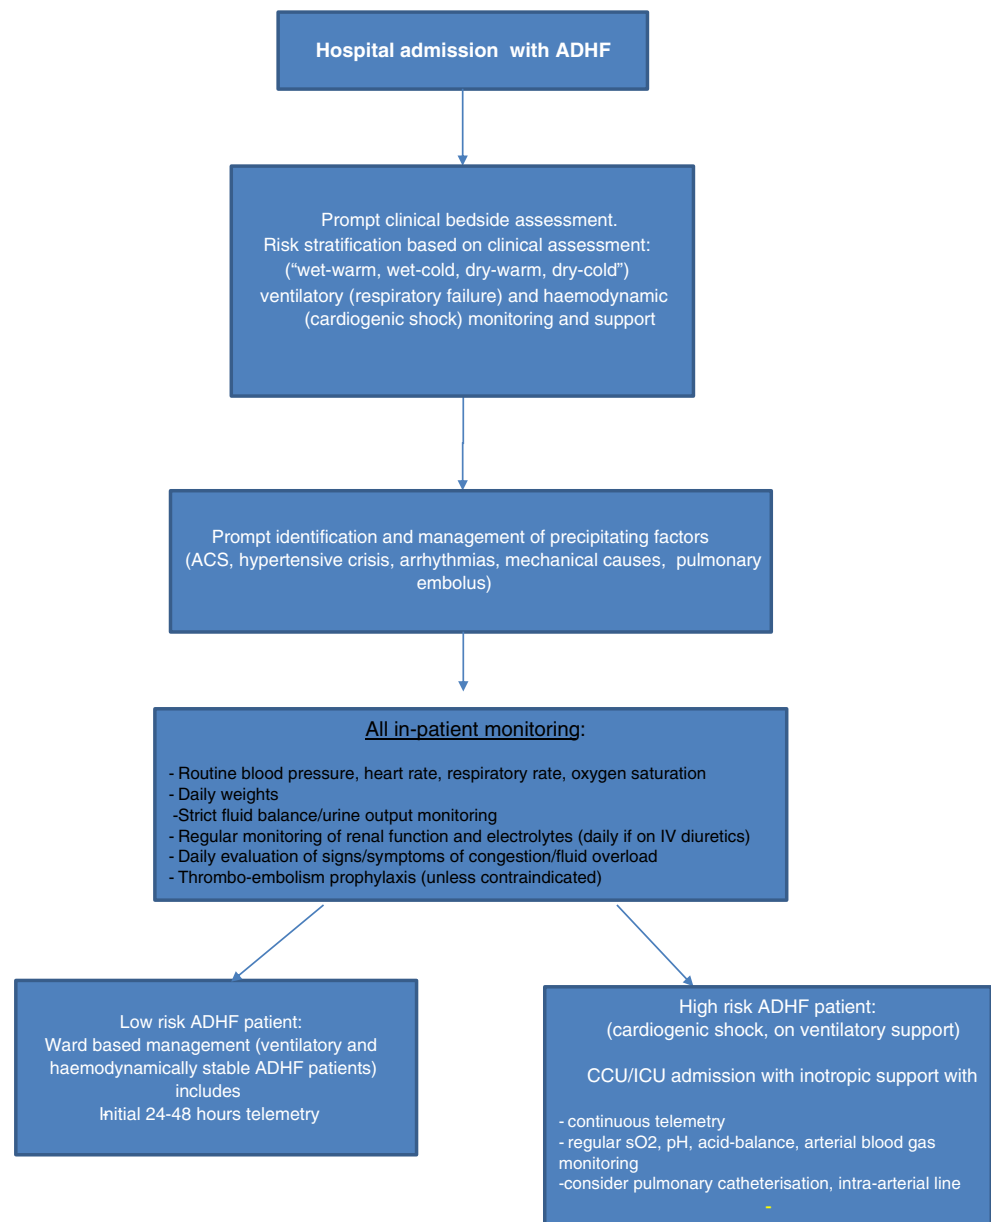 Hospital admission with ADHF
Prompt clinical bedside assessment.
Risk stratification based on clinical assessment:
(“wet-warm, wet-cold, dry-warm, dry-cold”)
ventilatory (respiratory failure) and haemodynamic
(cardiogenic shock) monitoring and support
Prompt identification and management of precipitating factors
(ACS, hypertensive crisis, arrhythmias, mechanical causes, pulmonary
embolus)
All in-patient monitoring:
- Routine blood pressure, heart rate, respiratory rate, oxygen saturation
- Daily weights
-Strict fluid balance/urine output monitoring
- Regular monitoring of renal function and electrolytes (daily if on IV diuretics)
- Daily evaluation of signs/symptoms of congestion/fluid overload
- Thrombo-embolism prophylaxis (unless contraindicated)
Low risk ADHF patient:
Ward based management (ventilatory and
haemodynamically stable ADHF patients)
includes
- Initial 24-48 hours telemetry
High risk ADHF patient:
(cardiogenic shock, on ventilatory support)
CCU/ICU admission with inotropic support with
- continuous telemetry
- regular sO2, pH, acid-balance, arterial blood gas
monitoring
-consider pulmonary catheterisation, intra-arterial line
-